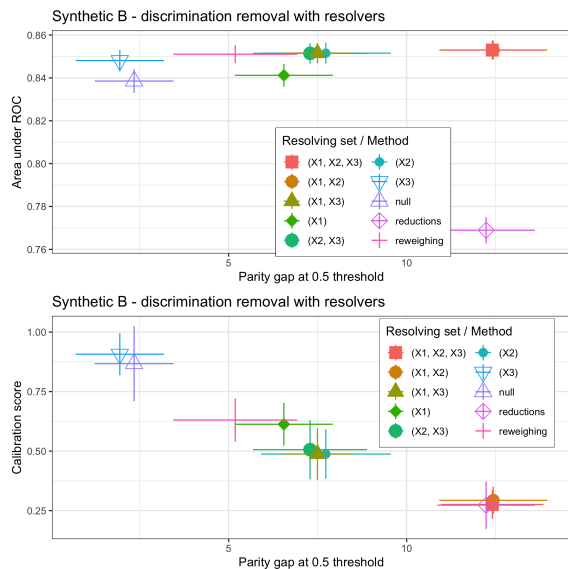 Synthetic B - discrimination removal with resolvers
0.86
0.84
0.82
0.80
0.78
0.76
Area under ROC
Resolving set / Method
(X1, X2, X3)
(X2)
(X1, X2)
(X3)
(X1, X3)
null
(X1)
reductions
(X2, X3)
reweighing
5
10
Parity gap at 0.5 threshold
Synthetic B - discrimination removal with resolvers
1.00
0.75
0.50
0.25
Calibration score
Resolving set / Method
(X1, X2, X3)
(X2)
(X1, X2)
(X3)
(X1, X3)
null
(X1)
reductions
(X2, X3)
reweighing
5
10
Parity gap at 0.5 threshold